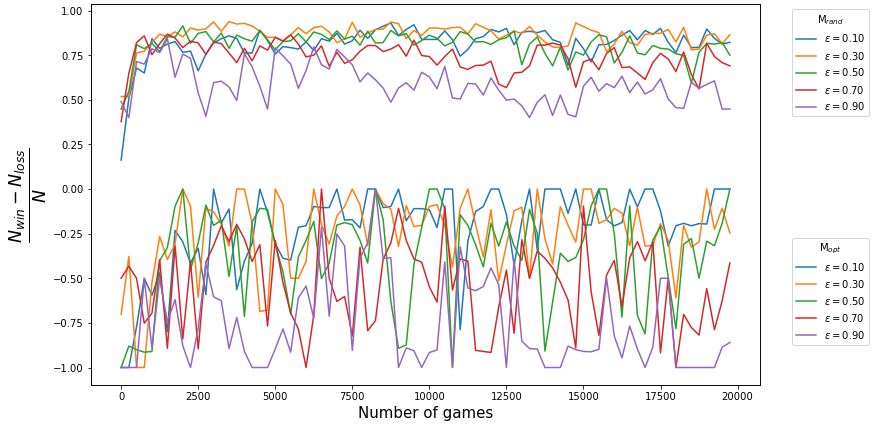 1.00
0.75
0.50
0.25
0.00
−0.25
−0.50
−0.75
−1.00
N_win − N_loss
N
0 2500 5000 7500 10000 12500 15000 17500 20000
Number of games
M_rand
ε = 0.10
ε = 0.30
ε = 0.50
ε = 0.70
ε = 0.90
M_opt
ε = 0.10
ε = 0.30
ε = 0.50
ε = 0.70
ε = 0.90